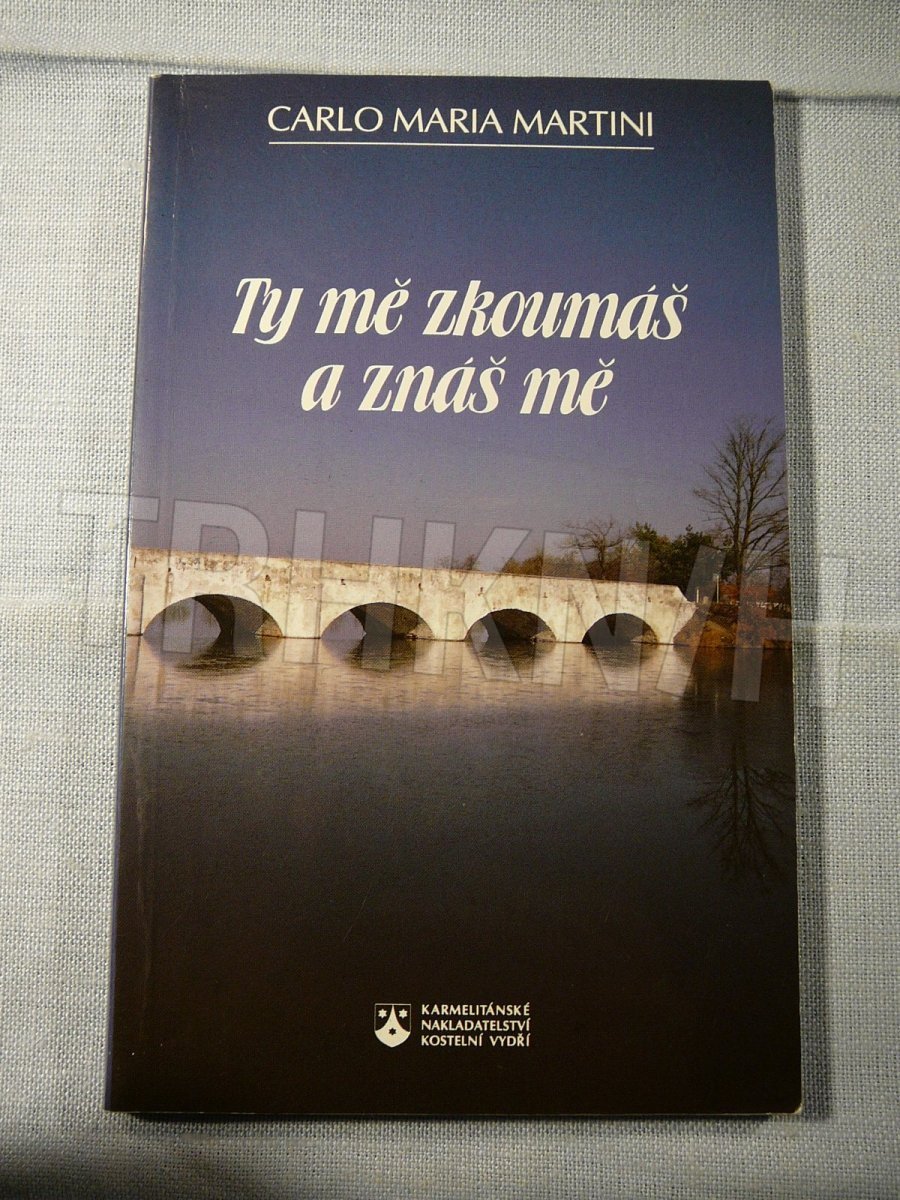 CARLO MARIA MARTINI
Ty mě zkoumáš
a znáš mě
KARMELITÁNSKÉ
NAKLADATELSTVÍ
KOSTELNÍ VYDŘÍ